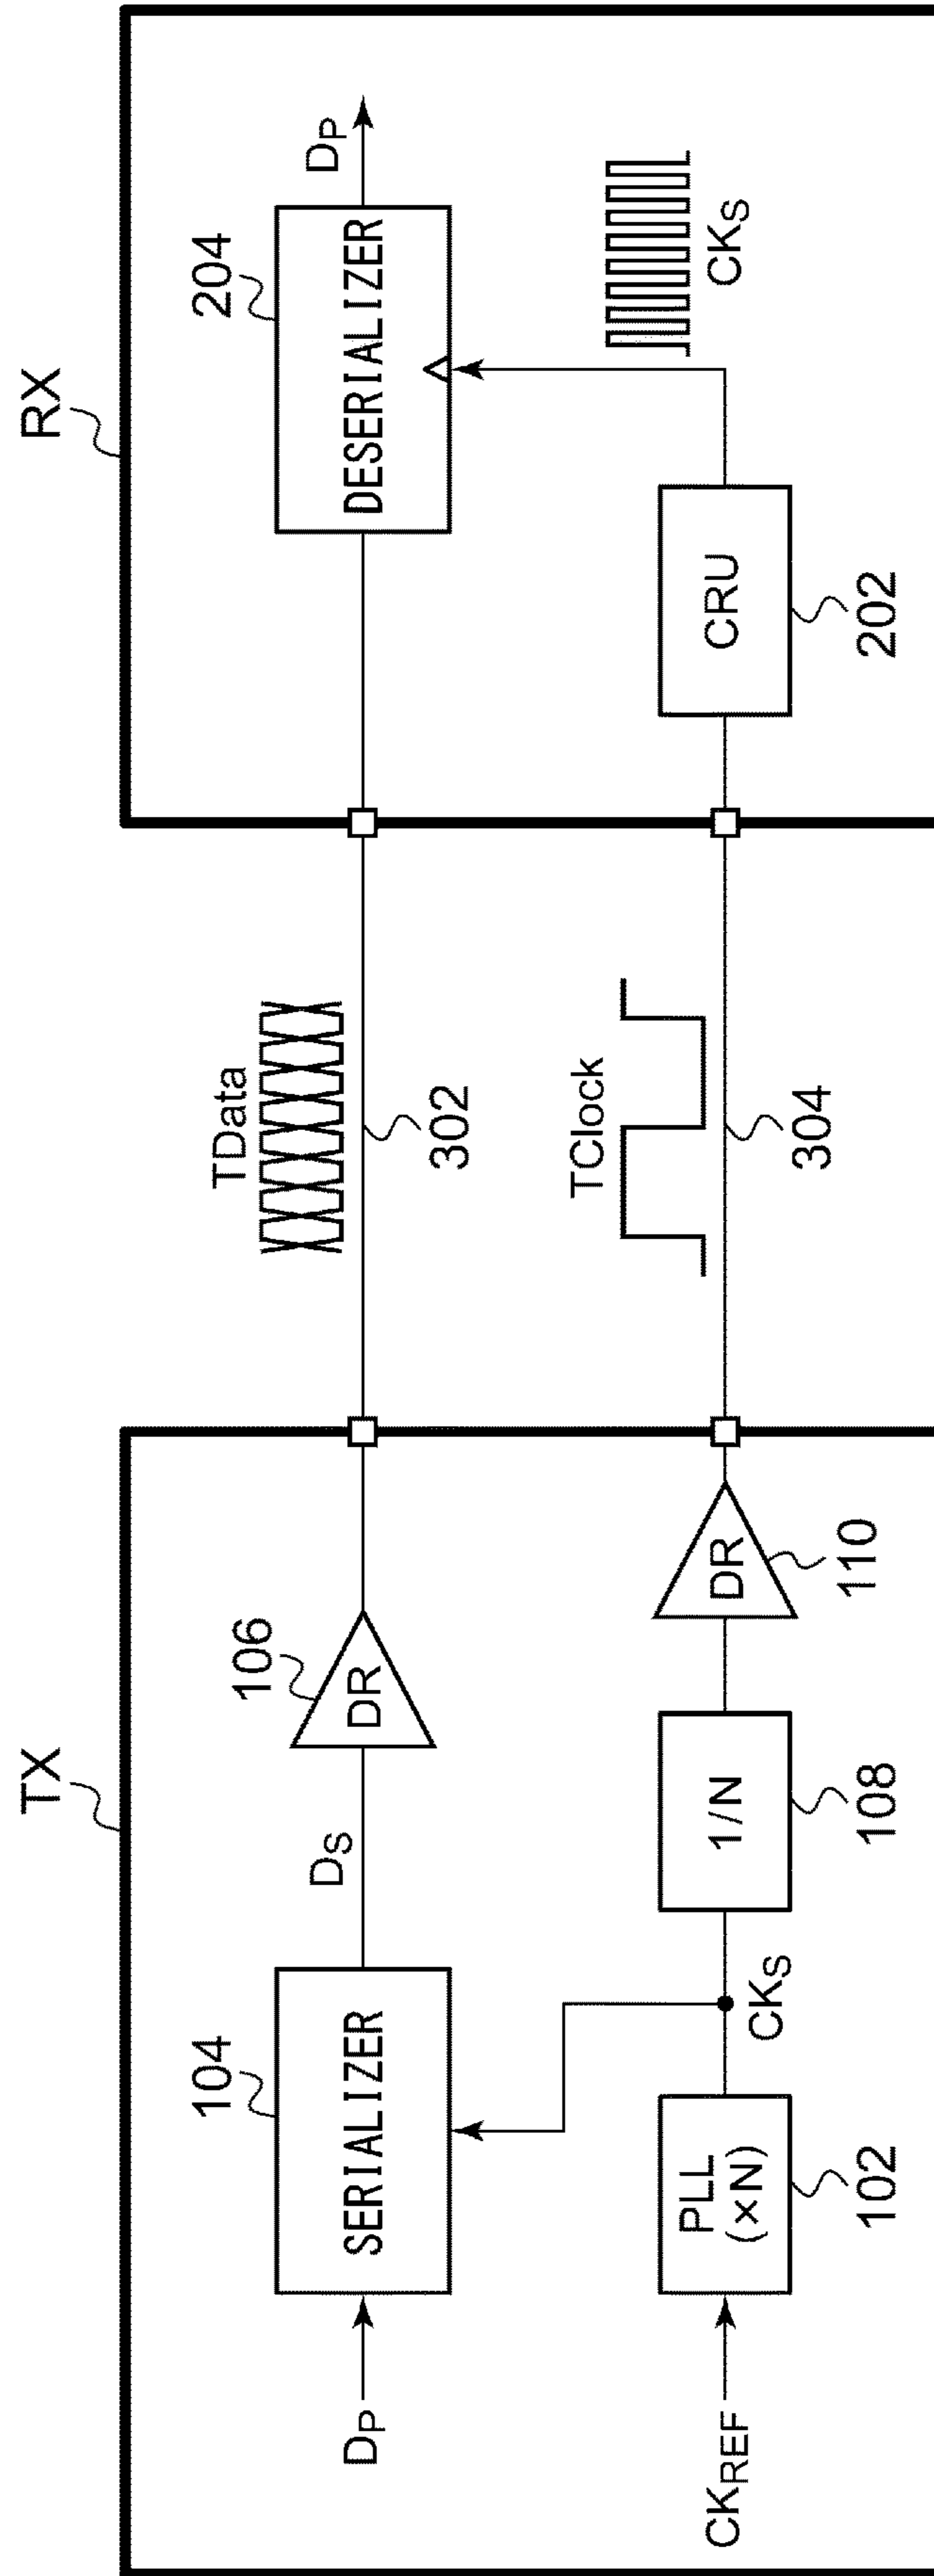 TX
RX
104
SERIALIZER
DP
DS
106
DR
TData
302
204
DESERIALIZER
DP
CKREF
PLL
(×N)
102
CKS
1/N
108
DR
110
TClock
304
CRU
202
CKS